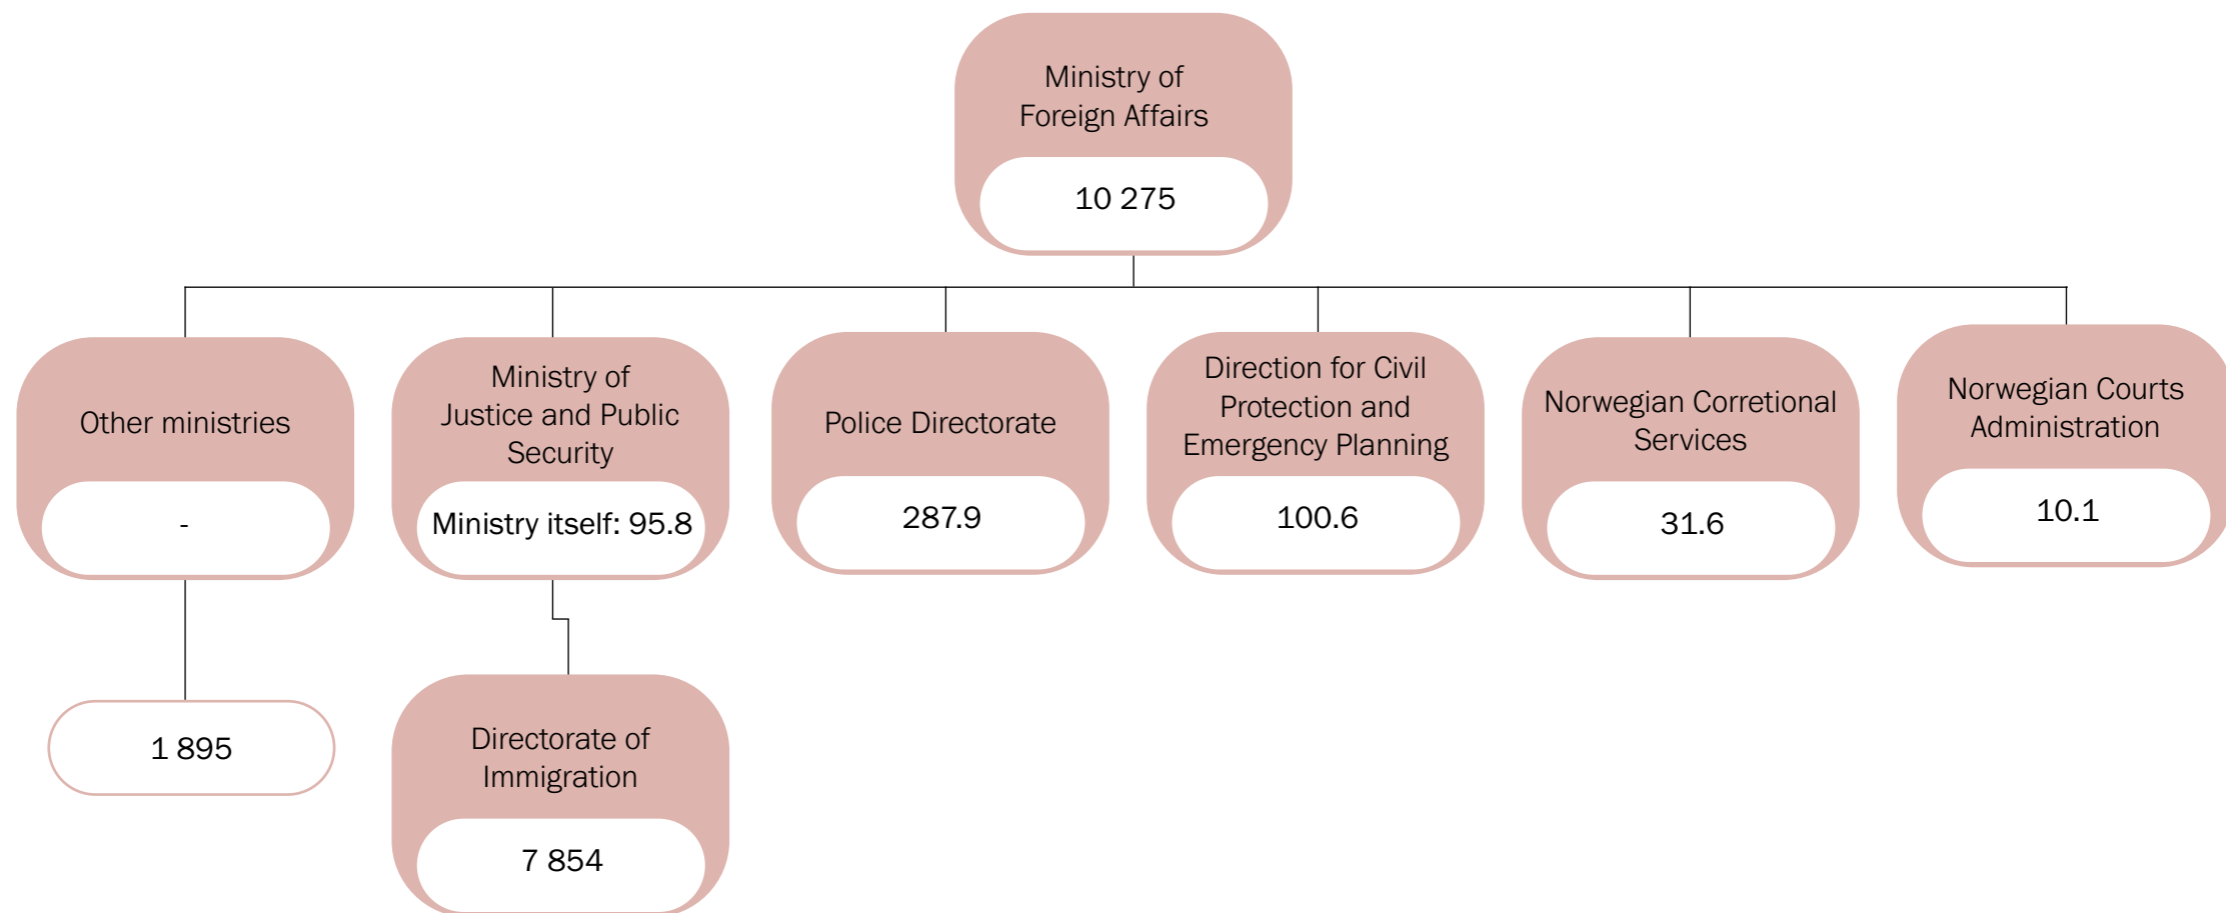 Ministry of
Foreign Affairs
10 275
Other ministries
-
Ministry of
Justice and Public
Security
Ministry itself: 95.8
Police Directorate
287.9
Direction for Civil
Protection and
Emergency Planning
100.6
Norwegian Corretional
Services
31.6
Norwegian Courts
Administration
10.1
1 895
Directorate of
Immigration
7 854